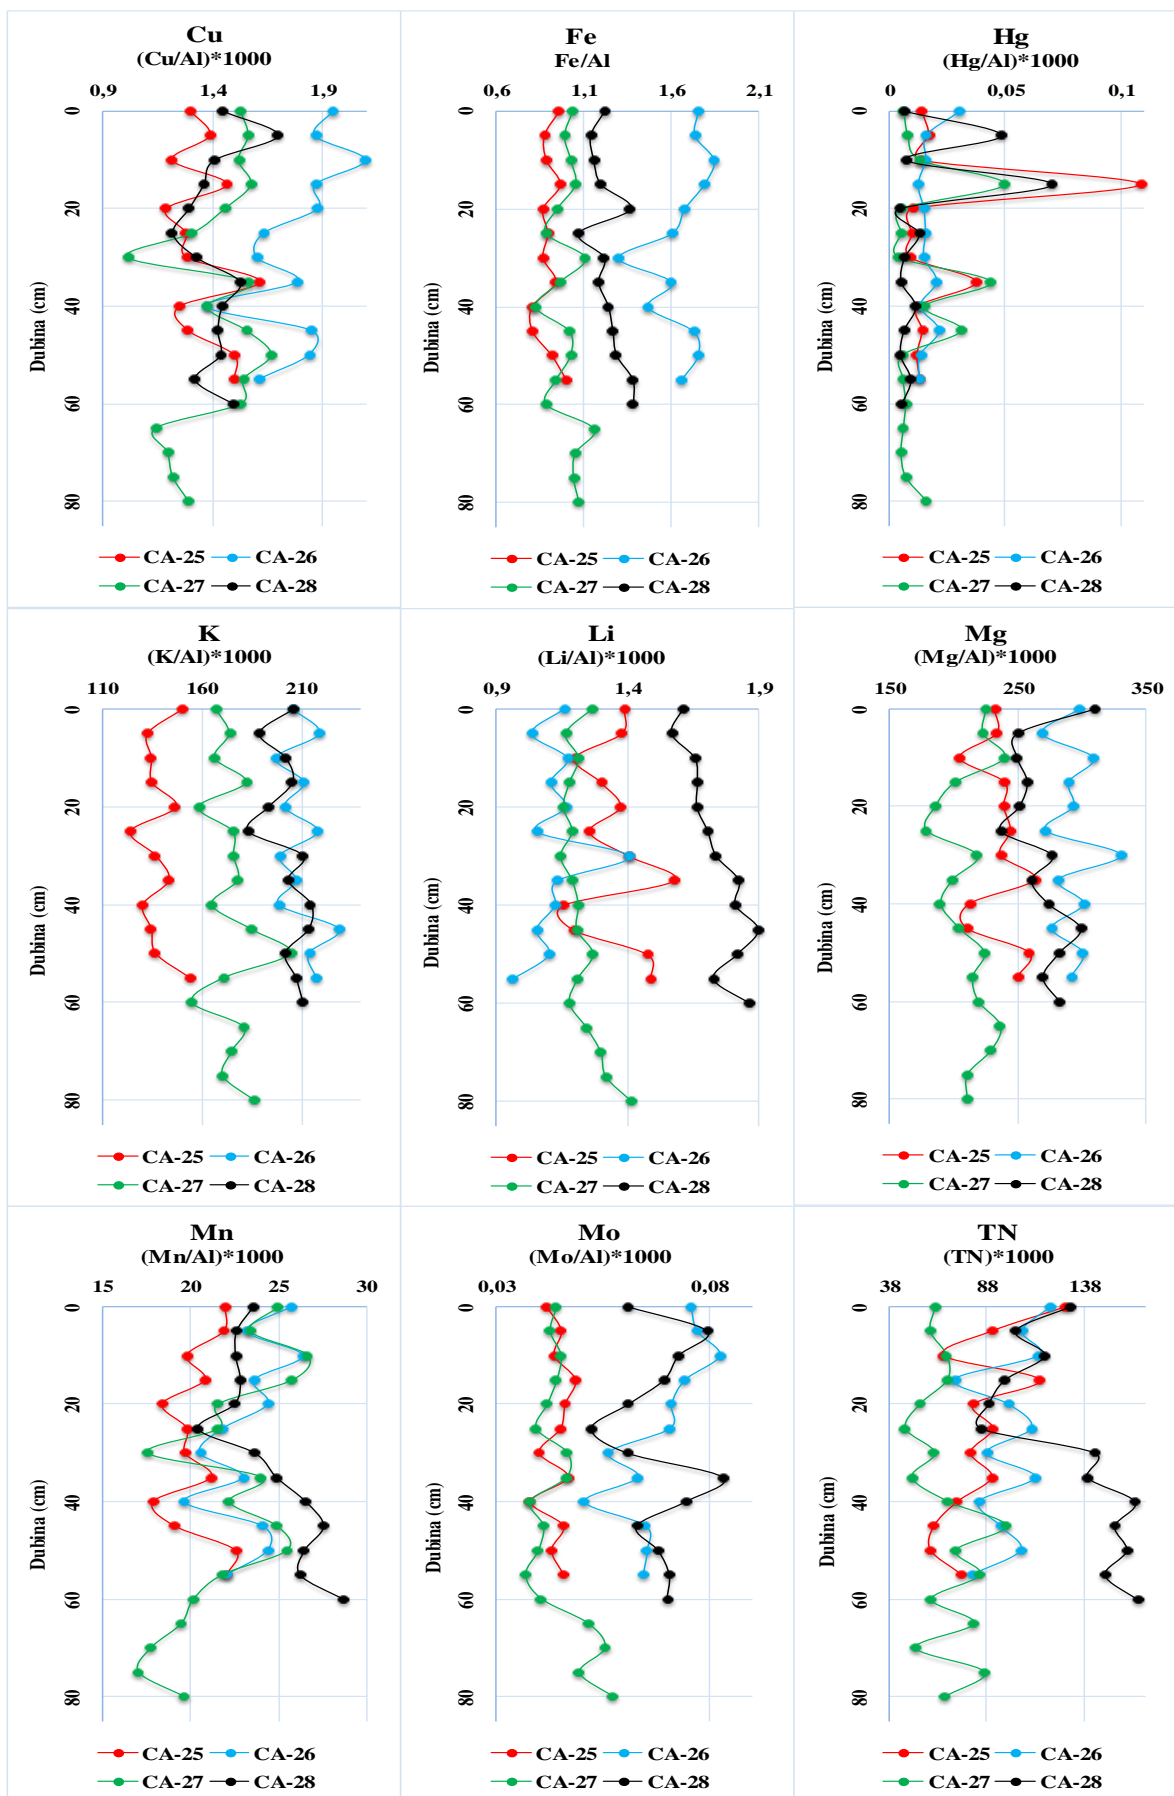 Cu
(Cu/Al)*1000
0,9 1,4 1,9
0
20
40
60
80
Dubina (cm)
CA-25 CA-26
CA-27 CA-28
Fe
Fe/Al
0,6 1,1 1,6 2,1
0
20
40
60
80
Dubina (cm)
CA-25 CA-26
CA-27 CA-28
Hg
(Hg/Al)*1000
0 0,05 0,1
0
20
40
60
80
Dubina (cm)
CA-25 CA-26
CA-27 CA-28
K
(K/Al)*1000
110 160 210
0
20
40
60
80
Dubina (cm)
CA-25 CA-26
CA-27 CA-28
Li
(Li/Al)*1000
0,9 1,4 1,9
0
20
40
60
80
Dubina (cm)
CA-25 CA-26
CA-27 CA-28
Mg
(Mg/Al)*1000
150 250 350
0
20
40
60
80
Dubina (cm)
CA-25 CA-26
CA-27 CA-28
Mn
(Mn/Al)*1000
15 20 25 30
0
20
40
60
80
Dubina (cm)
CA-25 CA-26
CA-27 CA-28
Mo
(Mo/Al)*1000
0,03 0,08
0
20
40
60
80
Dubina (cm)
CA-25 CA-26
CA-27 CA-28
TN
(TN)*1000
38 88 138
0
20
40
60
80
Dubina (cm)
CA-25 CA-26
CA-27 CA-28